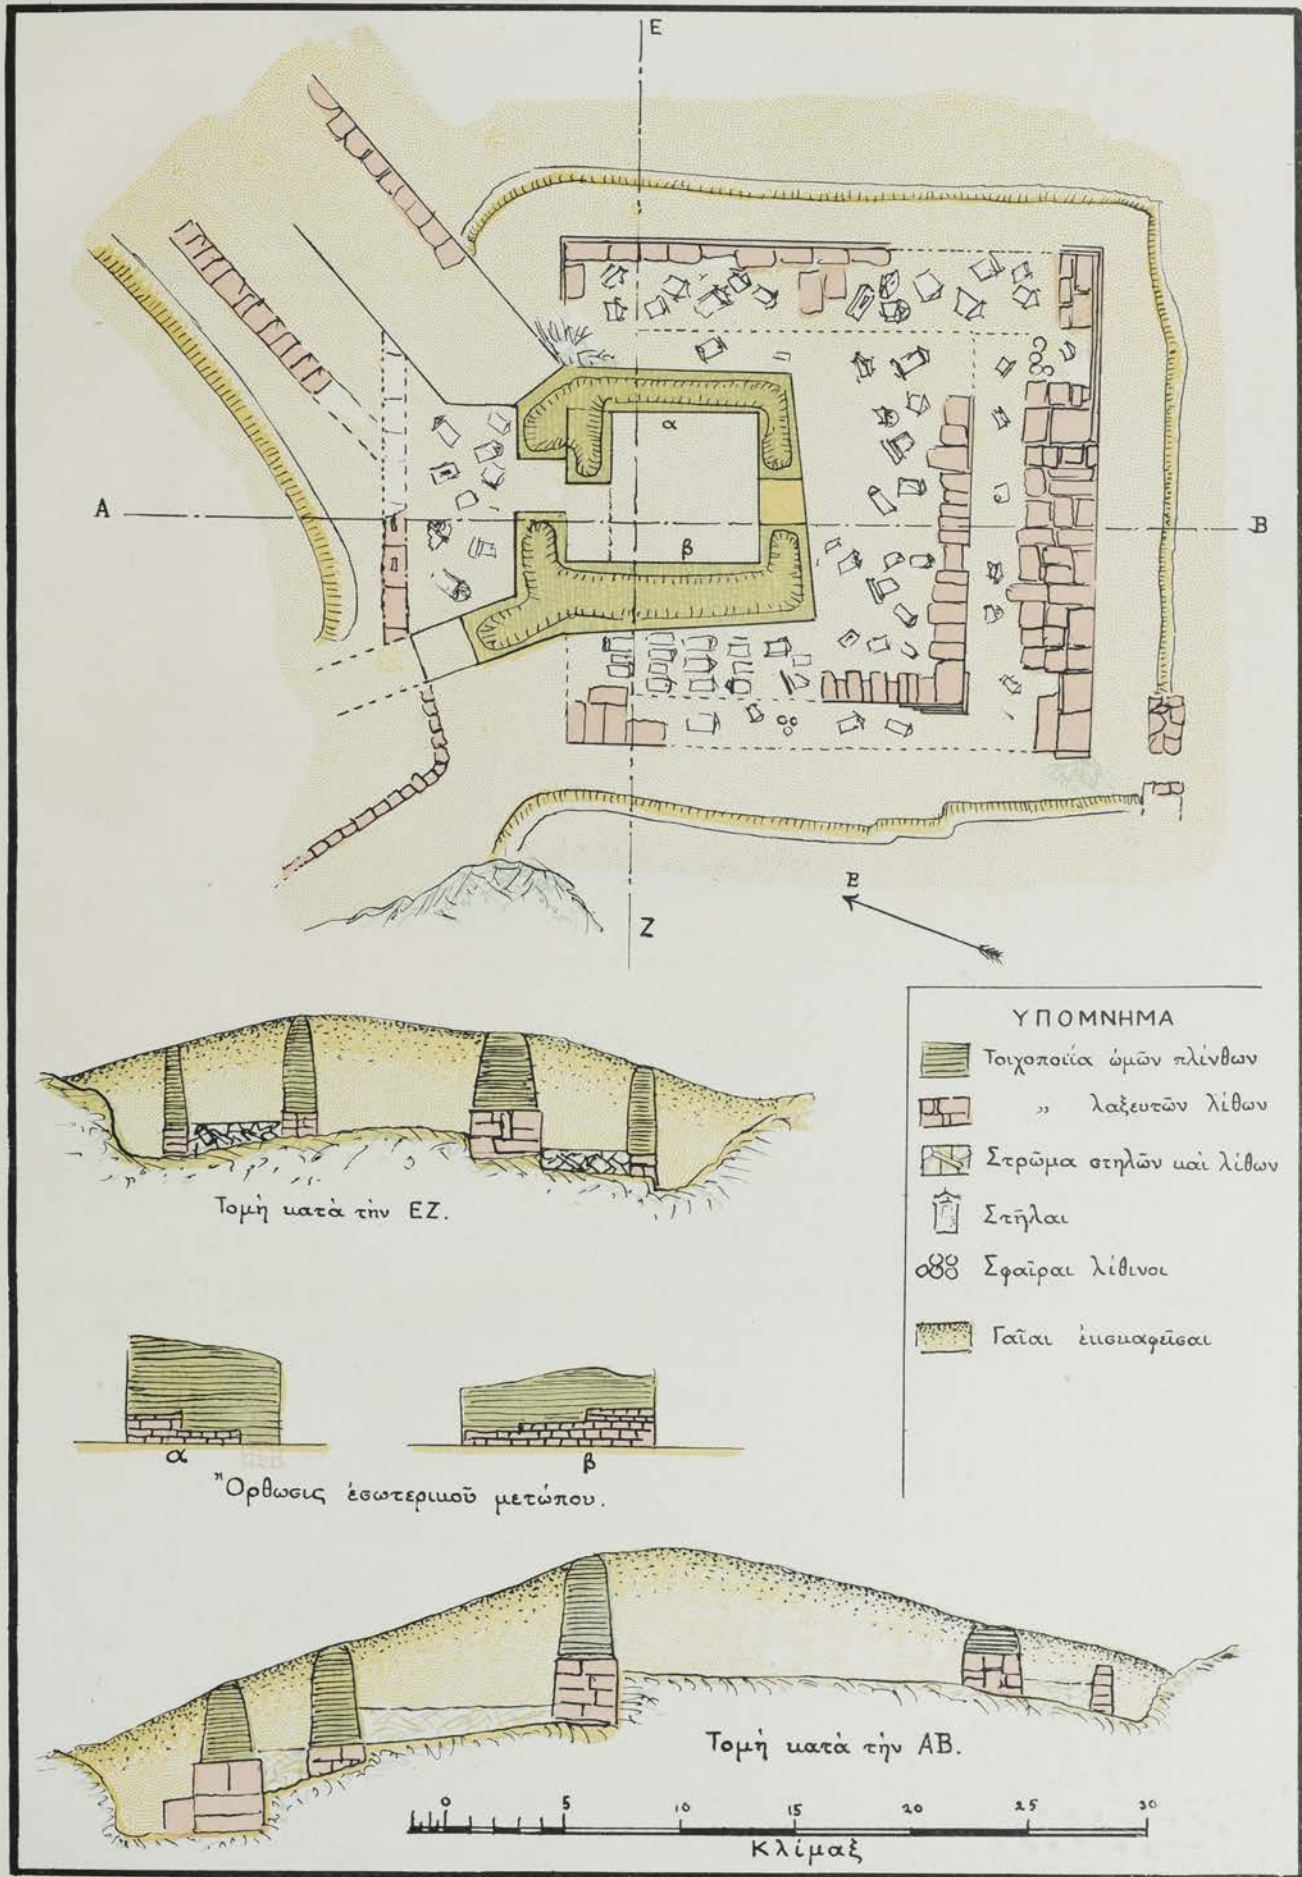 E
A
α
β
B
Z
B
ΥΠΟΜΝΗΜΑ
Τοιχοποιία ὠμῶν πλίνθων
„ λαξευτῶν λίθων
Στρῶμα στηλῶν καὶ λίθων
Στῆλαι
Σφαῖραι λίθινοι
Γαῖαι ἐκσκαφεῖσαι
Τομὴ κατὰ τὴν ΕΖ.
α
β
Ὄρθωσις ἐσωτερικοῦ μετώπου.
Τομὴ κατὰ τὴν ΑΒ.
0 5 10 15 20 25 30
Κλίμαξ